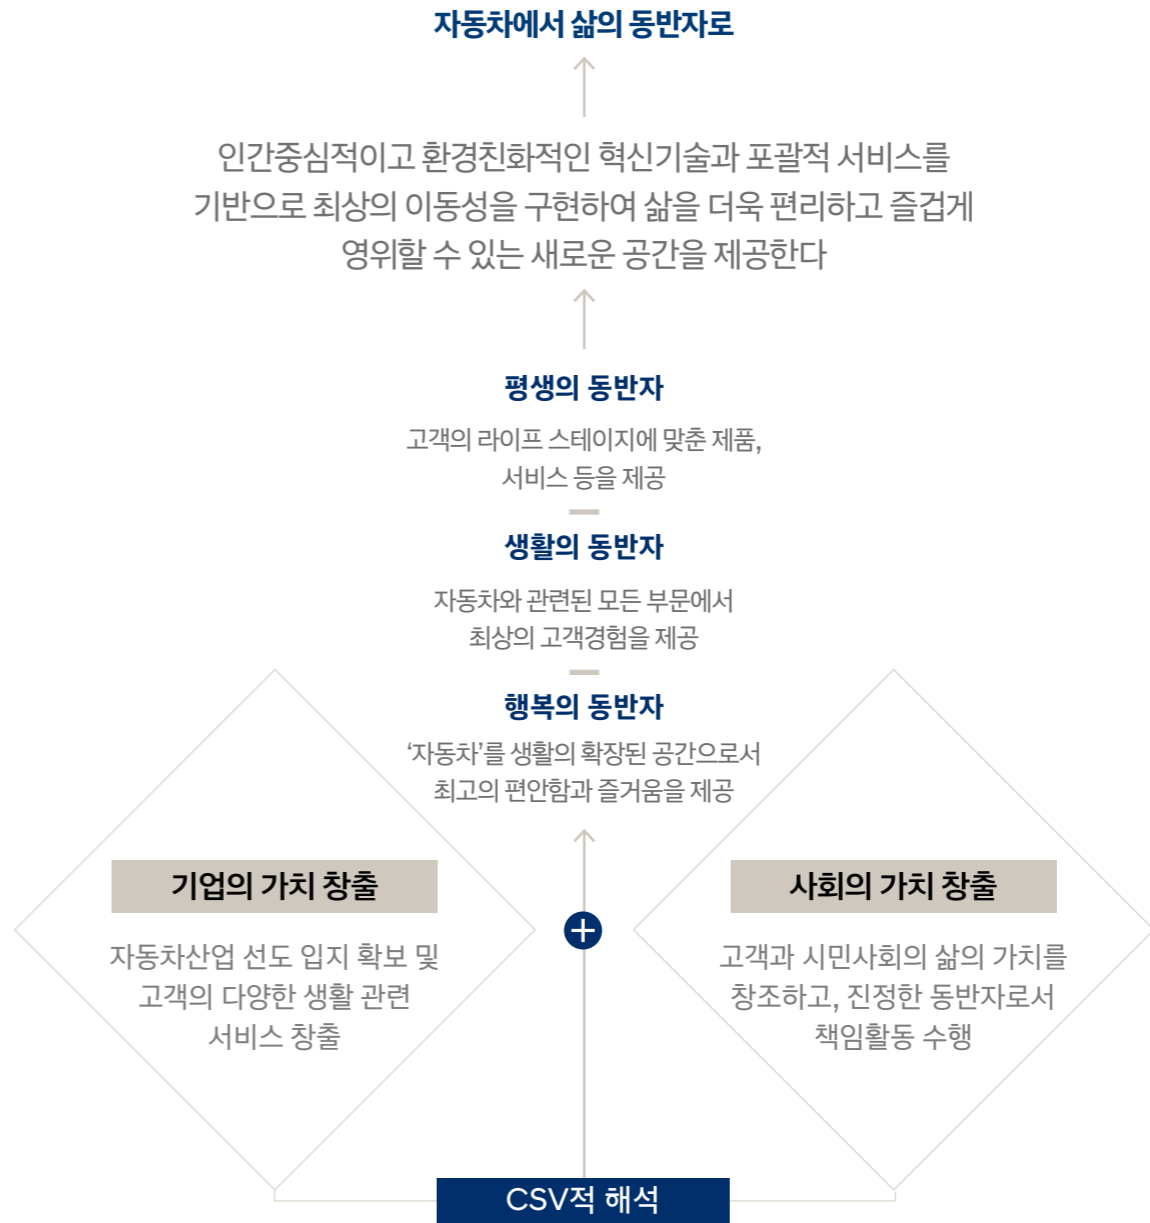 자동차에서 삶의 동반자로
인간중심적이고 환경친화적인 혁신기술과 포괄적 서비스를
기반으로 최상의 이동성을 구현하여 삶을 더욱 편리하고 즐겁게
영위할 수 있는 새로운 공간을 제공한다
평생의 동반자
고객의 라이프 스테이지에 맞춘 제품,
서비스 등을 제공
생활의 동반자
자동차와 관련된 모든 부문에서
최상의 고객경험을 제공
행복의 동반자
‘자동차’를 생활의 확장된 공간으로서
최고의 편안함과 즐거움을 제공
기업의 가치 창출
자동차산업 선도 입지 확보 및
고객의 다양한 생활 관련
서비스 창출
사회의 가치 창출
고객과 시민사회의 삶의 가치를
창조하고, 진정한 동반자로서
책임활동 수행
CSV적 해석